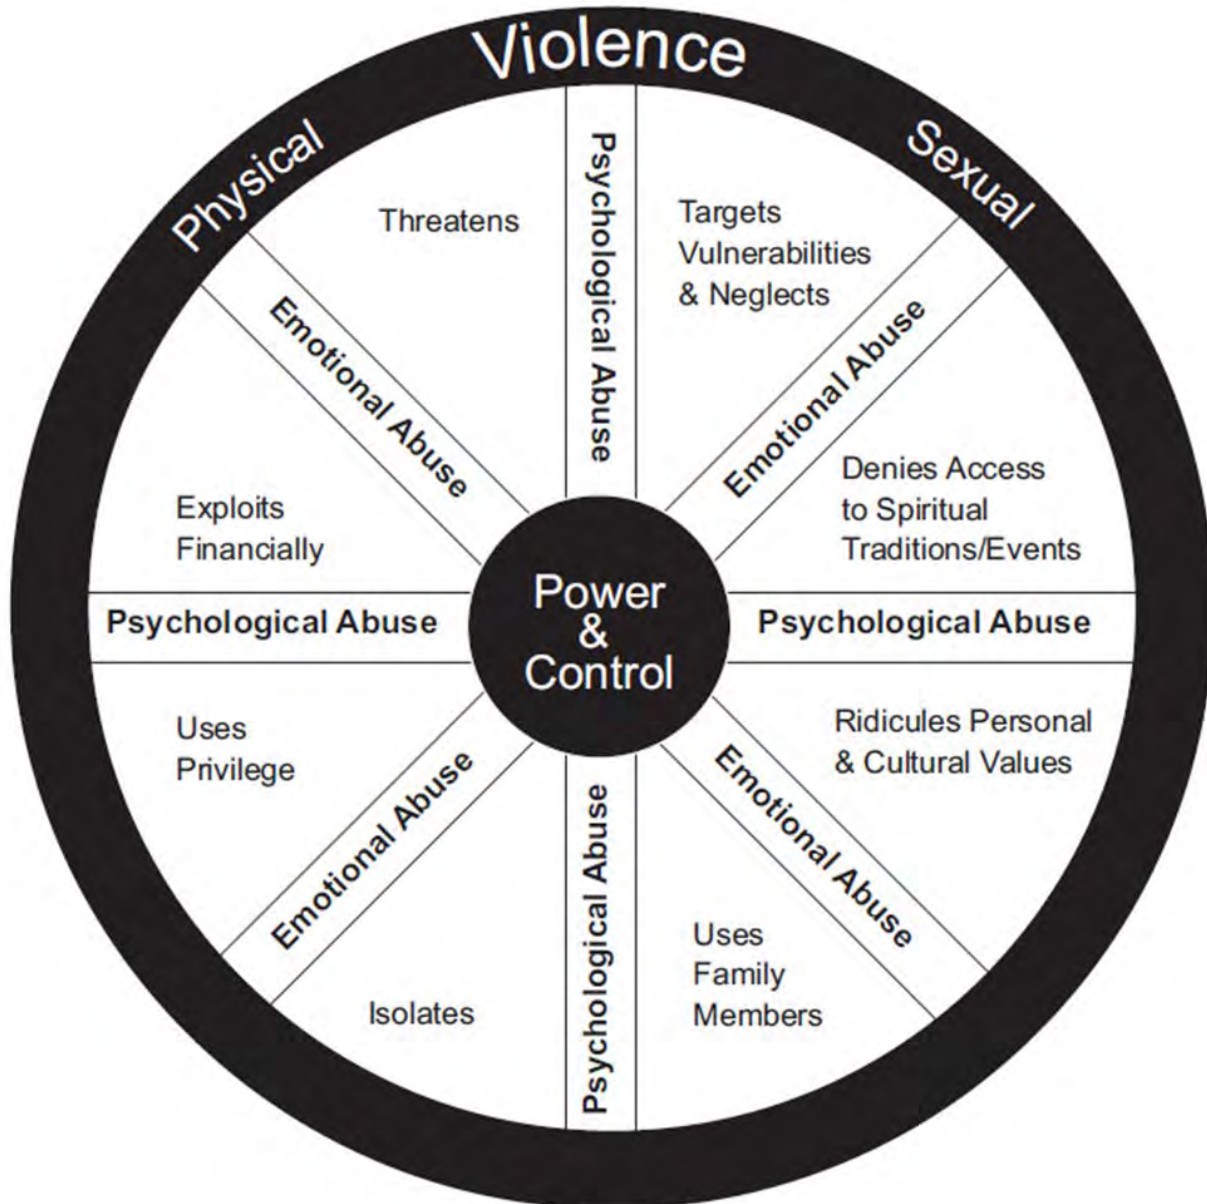 Violence
Physical
Sexual
Threatens
Psychological Abuse
Targets
Vulnerabilities
& Neglects
Emotional Abuse
Emotional Abuse
Exploits
Financially
Denies Access
to Spiritual
Traditions/Events
Psychological Abuse
Power
&
Control
Psychological Abuse
Uses
Privilege
Ridicules Personal
& Cultural Values
Emotional Abuse
Emotional Abuse
Isolates
Psychological Abuse
Uses
Family
Members